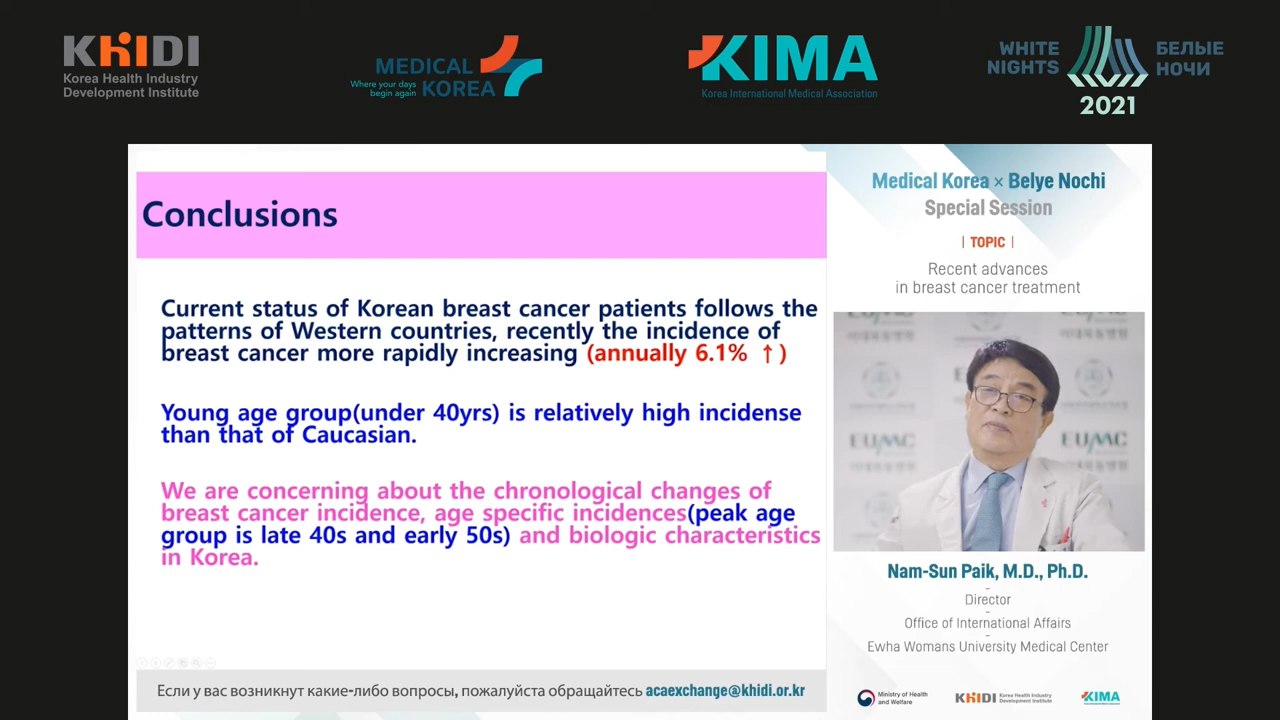 KHIDI
Korea Health Industry
Development Institute
MEDICAL
KOREA
Where your days
begin again
KIMA
Korea International Medical Association
WHITE
NIGHTS
БЕЛЫЕ
НОЧИ
2021
Conclusions
Current status of Korean breast cancer patients follows the
patterns of Western countries, recently the incidence of
breast cancer more rapidly increasing (annually 6.1% ↑)
Young age group(under 40yrs) is relatively high incidense
than that of Caucasian.
We are concerning about the chronological changes of
breast cancer incidence, age specific incidences(peak age
group is late 40s and early 50s) and biologic characteristics
in Korea.
Если у вас возникнут какие-либо вопросы, пожалуйста обращайтесь acaexchange@khidi.or.kr
Medical Korea × Belye Nochi
Special Session
| TOPIC |
Recent advances
in breast cancer treatment
EUMC
EUMC
Nam-Sun Paik, M.D., Ph.D.
Director
Office of International Affairs
Ewha Womans University Medical Center
Ministry of Health
and Welfare
KHIDI
Korea Health Industry
Development Institute
KIMA